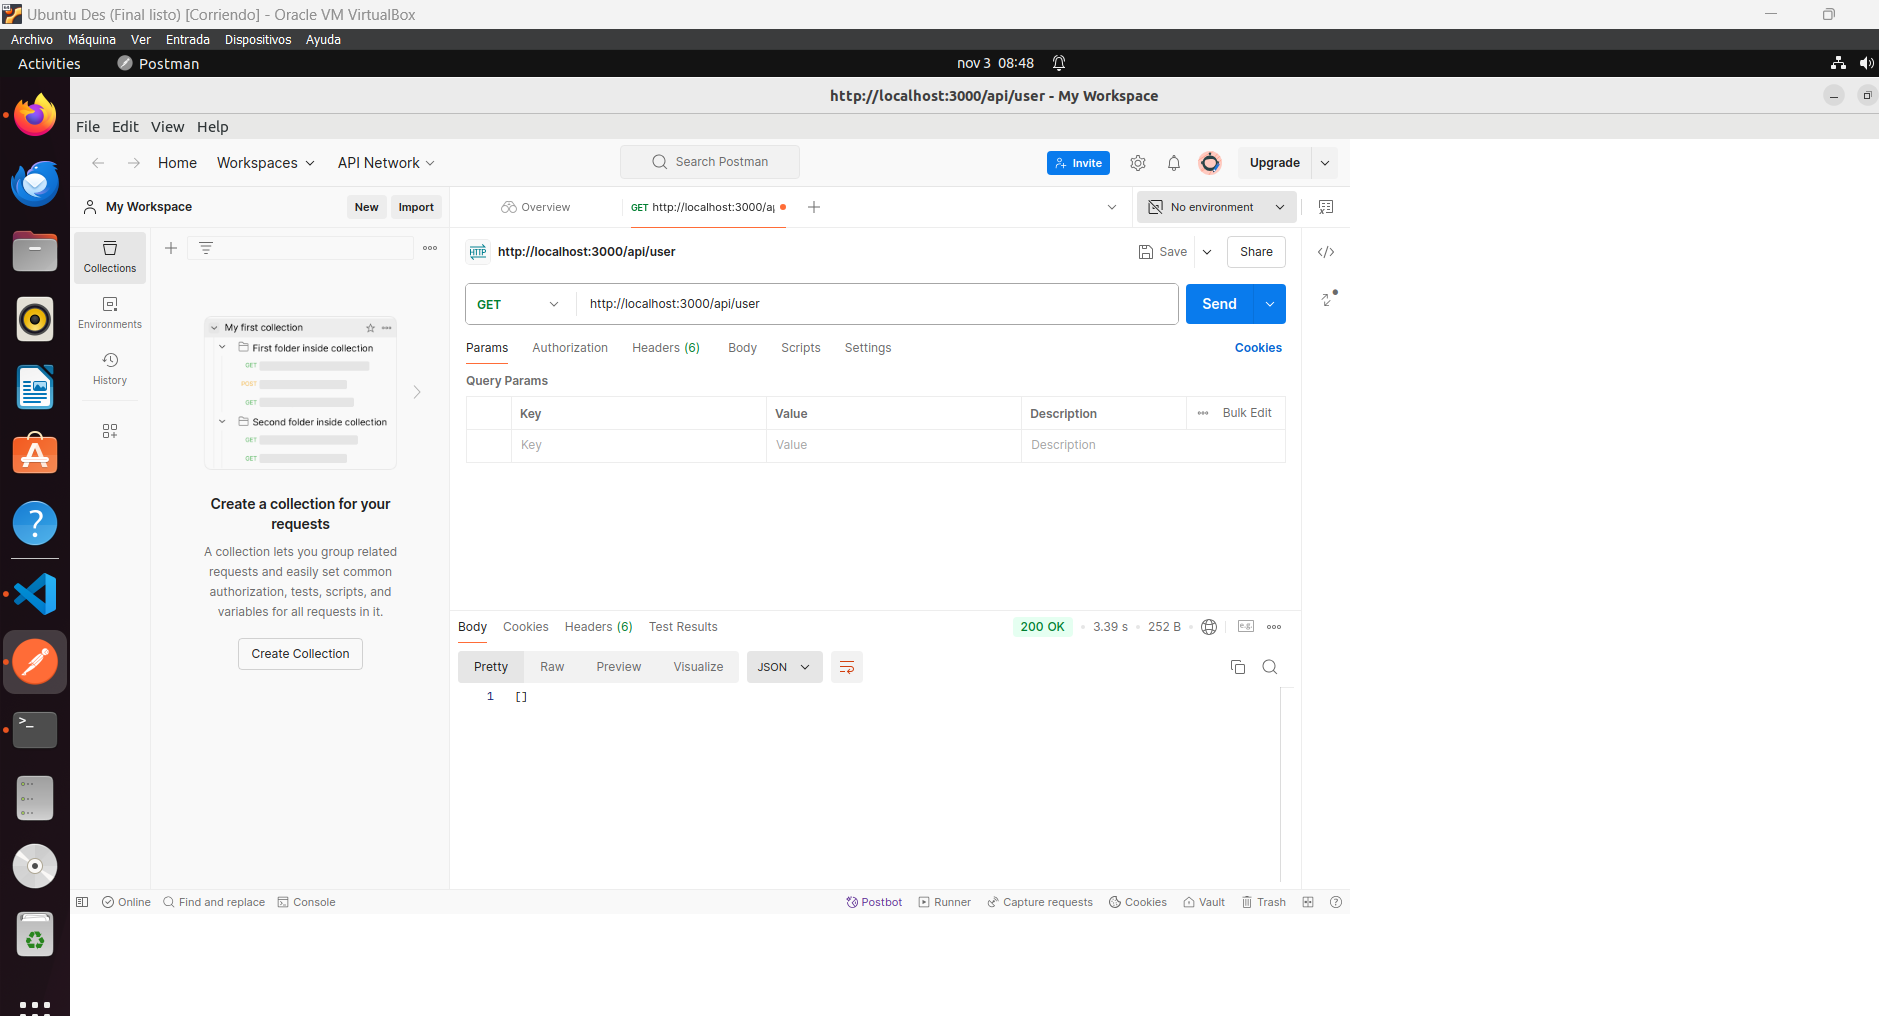 Ubuntu Des (Final listo) [Corriendo] - Oracle VM VirtualBox
Archivo Máquina Ver Entrada Dispositivos Ayuda
Activities Postman nov 3 08:48
http://localhost:3000/api/user - My Workspace
File Edit View Help
Home Workspaces API Network Search Postman Invite Upgrade
My Workspace New Import Overview GET http://localhost:3000/a No environment
Collections
HTTP http://localhost:3000/api/user Save Share
GET http://localhost:3000/api/user Send
Environments
My first collection
First folder inside collection
GET
POST
GET
Second folder inside collection
GET
GET
History
Params Authorization Headers (6) Body Scripts Settings Cookies
Query Params
Key Value Description Bulk Edit
Key Value Description
Create a collection for your
requests
A collection lets you group related
requests and easily set common
authorization, tests, scripts, and
variables for all requests in it.
Create Collection
Body Cookies Headers (6) Test Results 200 OK 3.39 s 252 B e.g.
Pretty Raw Preview Visualize JSON
1 []
Online Find and replace Console Postbot Runner Capture requests Cookies Vault Trash